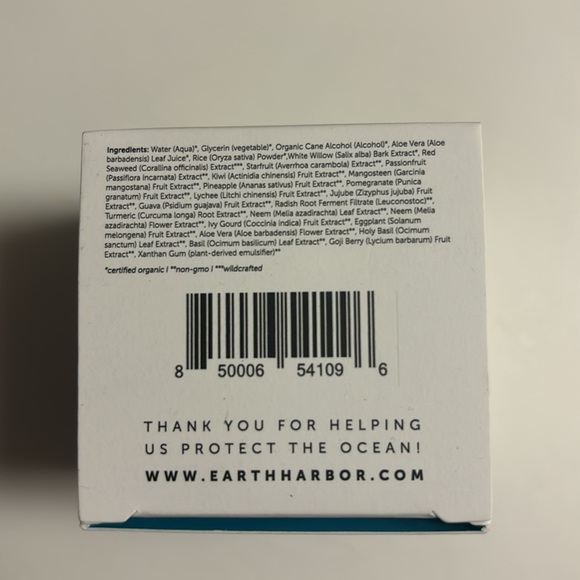 Ingredients: Water (Aqua)*, Glycerin (vegetable)*, Organic Cane Alcohol (Alcohol)*, Aloe Vera (Aloe
barbadensis) Leaf Juice*, Rice (Oryza sativa) Powder*,White Willow (Salix alba) Bark Extract*, Red
Seaweed (Corallina officinalis) Extract***, Starfruit (Averrhoa carambola) Extract**, Passionfruit
(Passiflora incarnata) Extract**, Kiwi (Actinidia chinensis) Fruit Extract**, Mangosteen (Garcinia
mangostana) Fruit Extract**, Pineapple (Ananas sativus) Fruit Extract**, Pomegranate (Punica
granatum) Fruit Extract**, Lychee (Litchi chinensis) Fruit Extract**, Jujube (Zizyphus jujuba) Fruit
Extract**, Guava (Psidium guajava) Fruit Extract**, Radish Root Ferment Filtrate (Leuconostoc)**,
Turmeric (Curcuma longa) Root Extract**, Neem (Melia azadirachta) Leaf Extract**, Neem (Melia
azadirachta) Flower Extract**, Ivy Gourd (Coccinia indica) Fruit Extract**, Eggplant (Solanum
melongena) Fruit Extract**, Aloe Vera (Aloe barbadensis) Flower Extract**, Holy Basil (Ocimum
sanctum) Leaf Extract**, Basil (Ocimum basilicum) Leaf Extract**, Goji Berry (Lycium barbarum) Fruit
Extract**, Xanthan Gum (plant-derived emulsifier)**
*certified organic | **non-gmo | ***wildcrafted
8 50006 54109 6
THANK YOU FOR HELPING
US PROTECT THE OCEAN!
WWW.EARTHHARBOR.COM